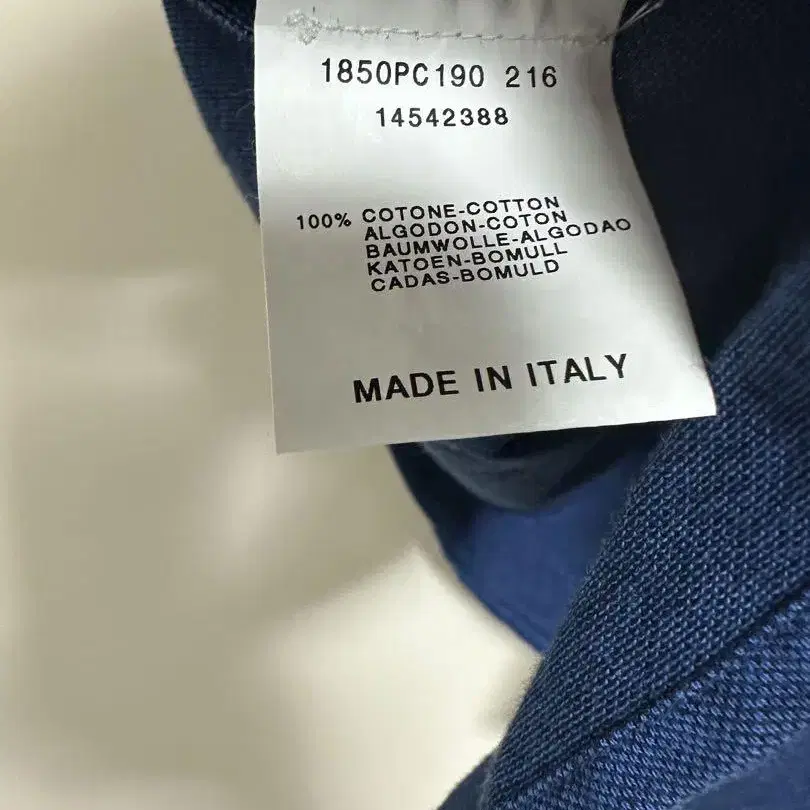 1850PC190 216
14542388
100% COTONE-COTTON
ALGODON-COTON
BAUMWOLLE-ALGODAO
KATOEN-BOMULL
CADAS-BOMULD
MADE IN ITALY